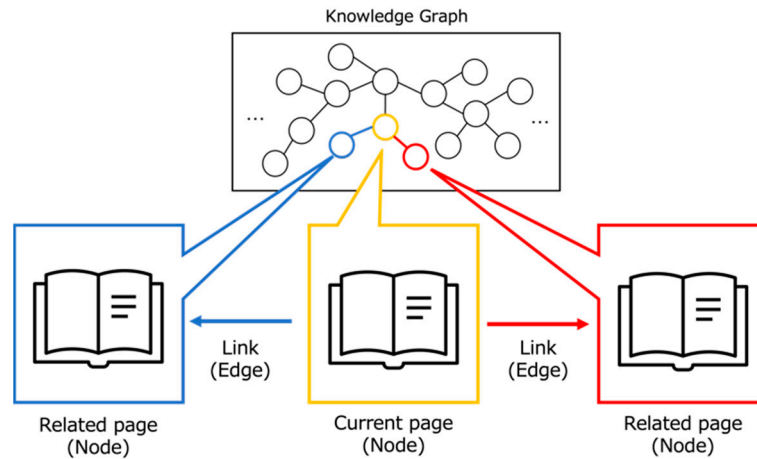 Knowledge Graph
...
...
Link
(Edge)
Link
(Edge)
Related page
(Node)
Current page
(Node)
Related page
(Node)